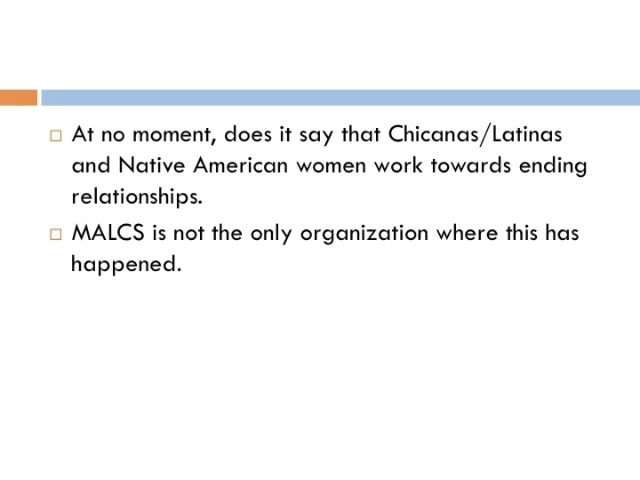 At no moment, does it say that Chicanas/Latinas
and Native American women work towards ending
relationships.
MALCS is not the only organization where this has
happened.